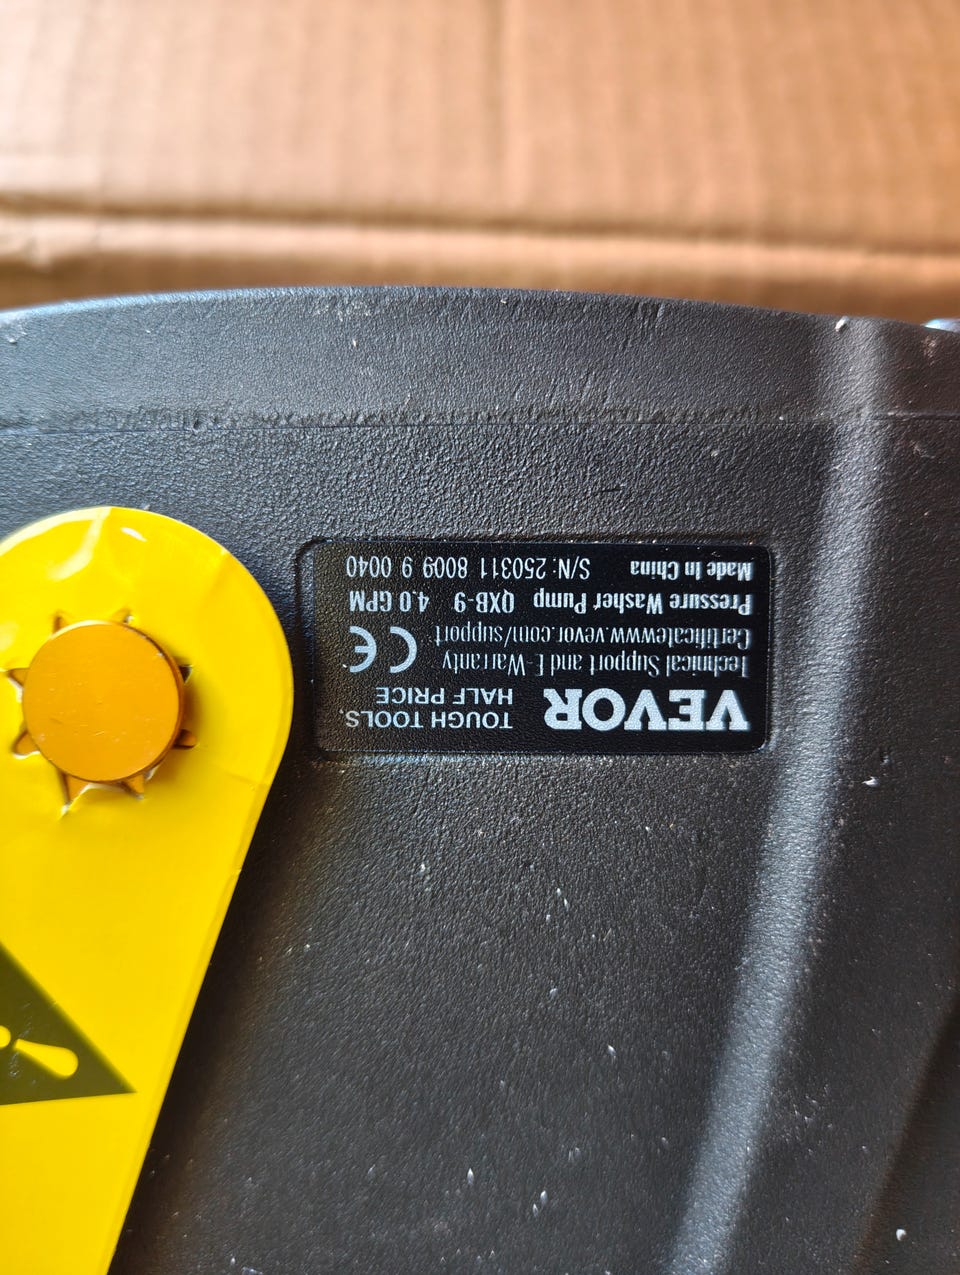 VEVOR TOUGH TOOLS, HALF PRICE
Technical Support and E-Warranty
Certificatewww.vevor.com/support
CE
Pressure Washer Pump QXB-9 4.0 GPM
Made In China S/N: 250311 8009 9 0040